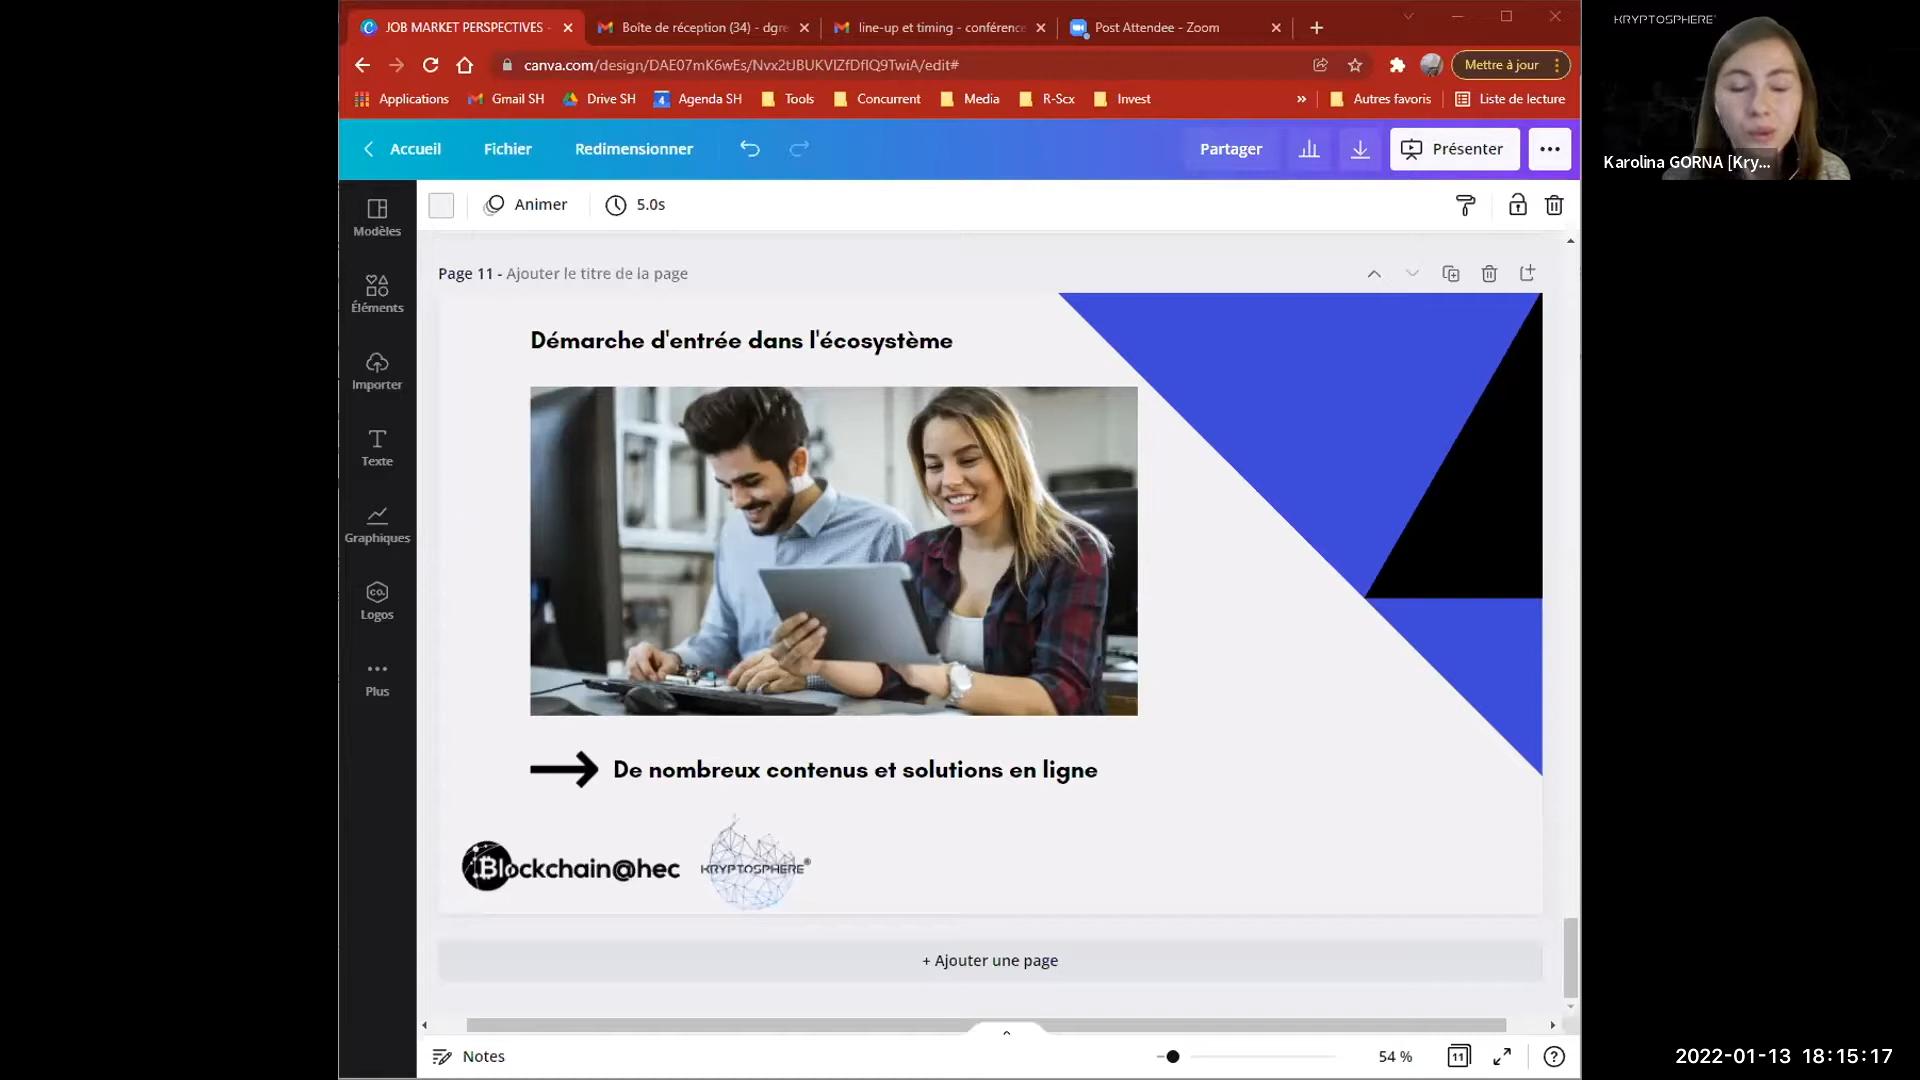 JOB MARKET PERSPECTIVES -
Boîte de réception (34) - dgre
line-up et timing - conférence
Post Attendee - Zoom
canva.com/design/DAE07mK6wEs/Nvx2tJBUKVlZfDflQ9TwiA/edit#
Mettre à jour
Applications
Gmail SH
Drive SH
4
Agenda SH
Tools
Concurrent
Media
R-Scx
Invest
»
Autres favoris
Liste de lecture
Accueil
Fichier
Redimensionner
Partager
Présenter
Animer
5.0s
Modèles
Éléments
Importer
Texte
Graphiques
CO.
Logos
Plus
Page 11 - Ajouter le titre de la page
Démarche d'entrée dans l'écosystème
De nombreux contenus et solutions en ligne
Blockchain@hec
KRYPTOSPHERE®
+ Ajouter une page
Notes
54 %
11
KRYPTOSPHERE®
Karolina GORNA [Kry...
2022-01-13 18:15:17